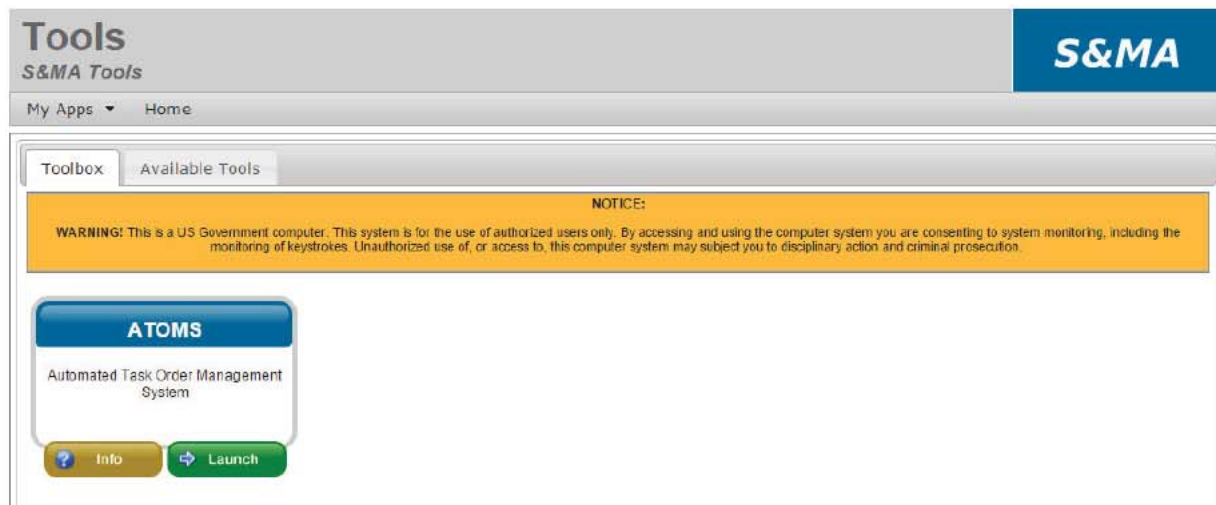 Tools
S&MA Tools
S&MA
My Apps Home
Toolbox Available Tools
NOTICE:
WARNING! This is a US Government computer. This system is for the use of authorized users only. By accessing and using the computer system you are consenting to system monitoring, including the
monitoring of keystrokes. Unauthorized use of, or access to, this computer system may subject you to disciplinary action and criminal prosecution.
ATOMS
Automated Task Order Management
System
Info Launch